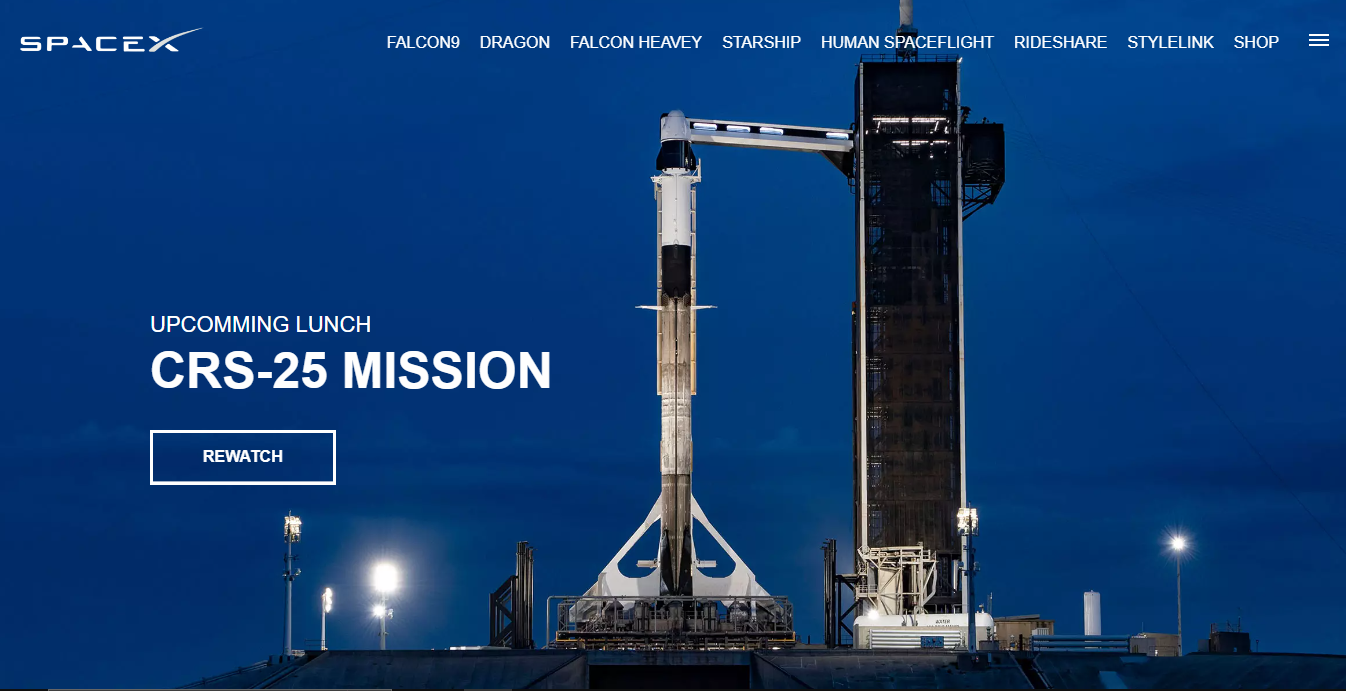 SPACEX
FALCON9 DRAGON FALCON HEAVEY STARSHIP HUMAN SPACEFLIGHT RIDESHARE STYLELINK SHOP
UPCOMMING LUNCH
CRS-25 MISSION
REWATCH